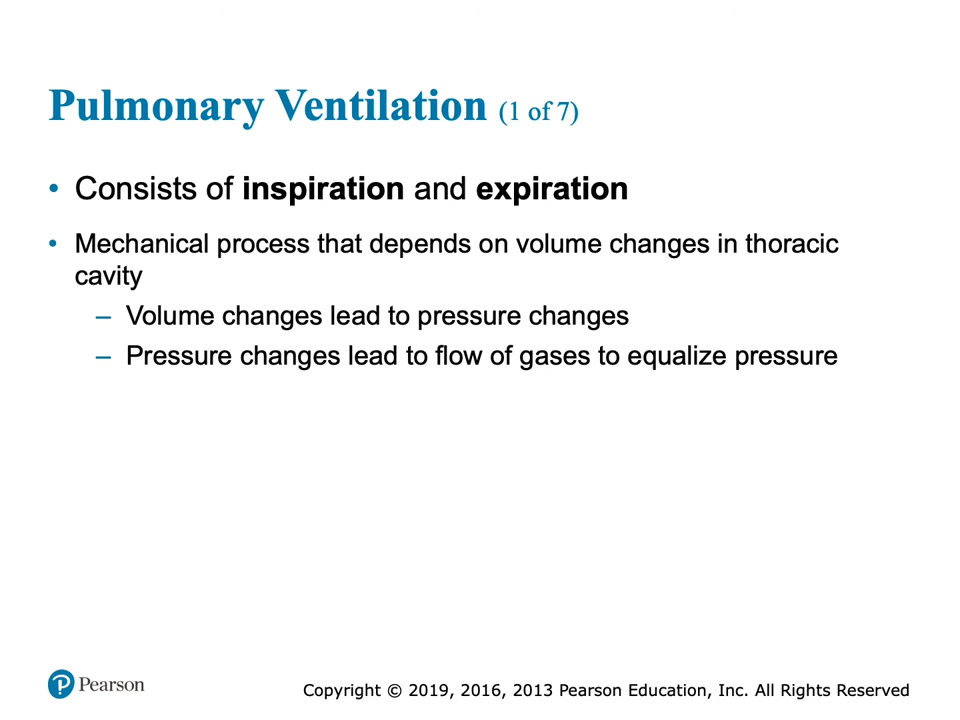 Pulmonary Ventilation (1 of 7)
• Consists of inspiration and expiration
• Mechanical process that depends on volume changes in thoracic
cavity
– Volume changes lead to pressure changes
– Pressure changes lead to flow of gases to equalize pressure
Pearson
Copyright © 2019, 2016, 2013 Pearson Education, Inc. All Rights Reserved